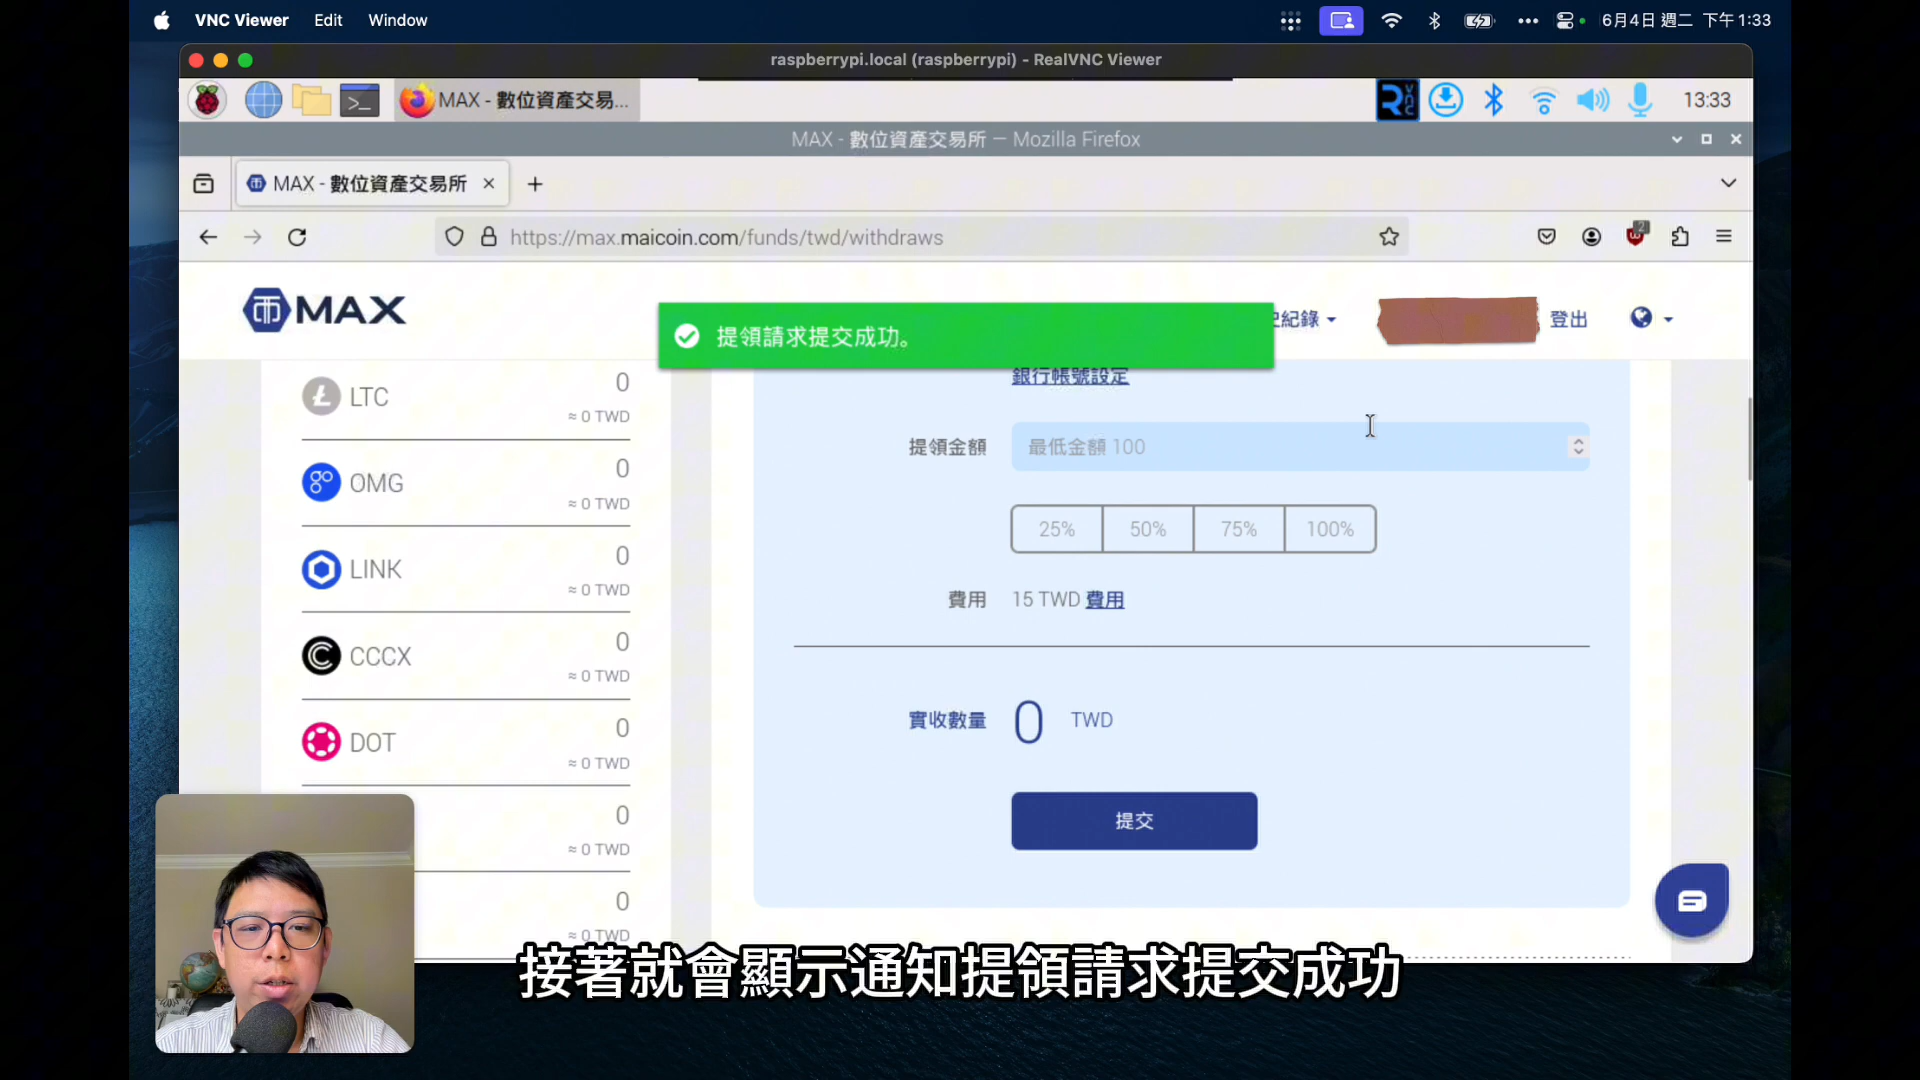 VNC Viewer Edit Window
6月4日 週二 下午1:33
raspberrypi.local (raspberrypi) - RealVNC Viewer
MAX - 數位資產交易...
13:33
MAX - 數位資產交易所 — Mozilla Firefox
MAX - 數位資產交易所
https://max.maicoin.com/funds/twd/withdraws
2
MAX
提領請求提交成功。
紀錄
登出
銀行帳號設定
LTC 0
≈ 0 TWD
提領金額 最低金額 100
OMG 0
≈ 0 TWD
25% 50% 75% 100%
LINK 0
≈ 0 TWD
費用 15 TWD 費用
CCCX 0
≈ 0 TWD
實收數量 0 TWD
DOT 0
≈ 0 TWD
0
≈ 0 TWD
提交
0
≈ 0 TWD
接著就會顯示通知提領請求提交成功